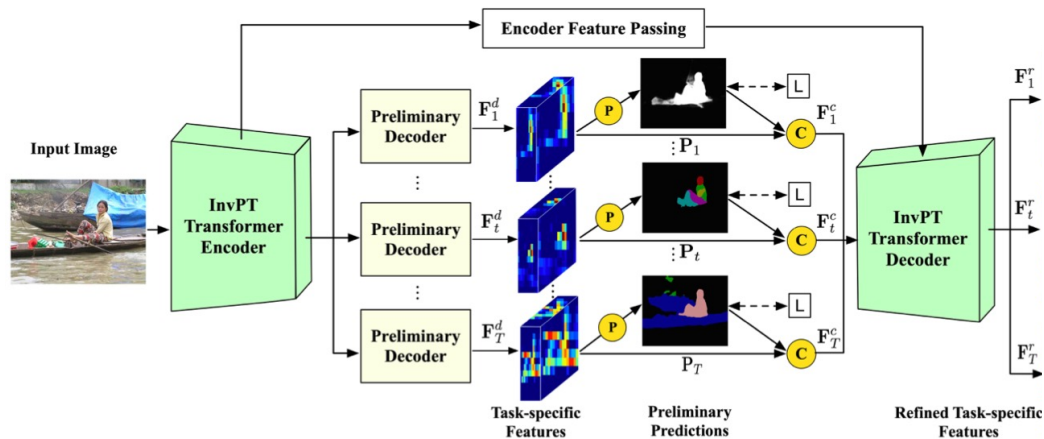 Encoder Feature Passing
Input Image
InvPT
Transformer
Encoder
Preliminary
Decoder
F_1^d
P
L
F_1^c
C
⋮ P_1
⋮
Preliminary
Decoder
F_t^d
P
L
F_t^c
C
⋮ P_t
⋮
Preliminary
Decoder
F_T^d
P
L
F_T^c
C
P_T
InvPT
Transformer
Decoder
F_1^r
F_t^r
F_T^r
Task-specific
Features
Preliminary
Predictions
Refined Task-specific
Features